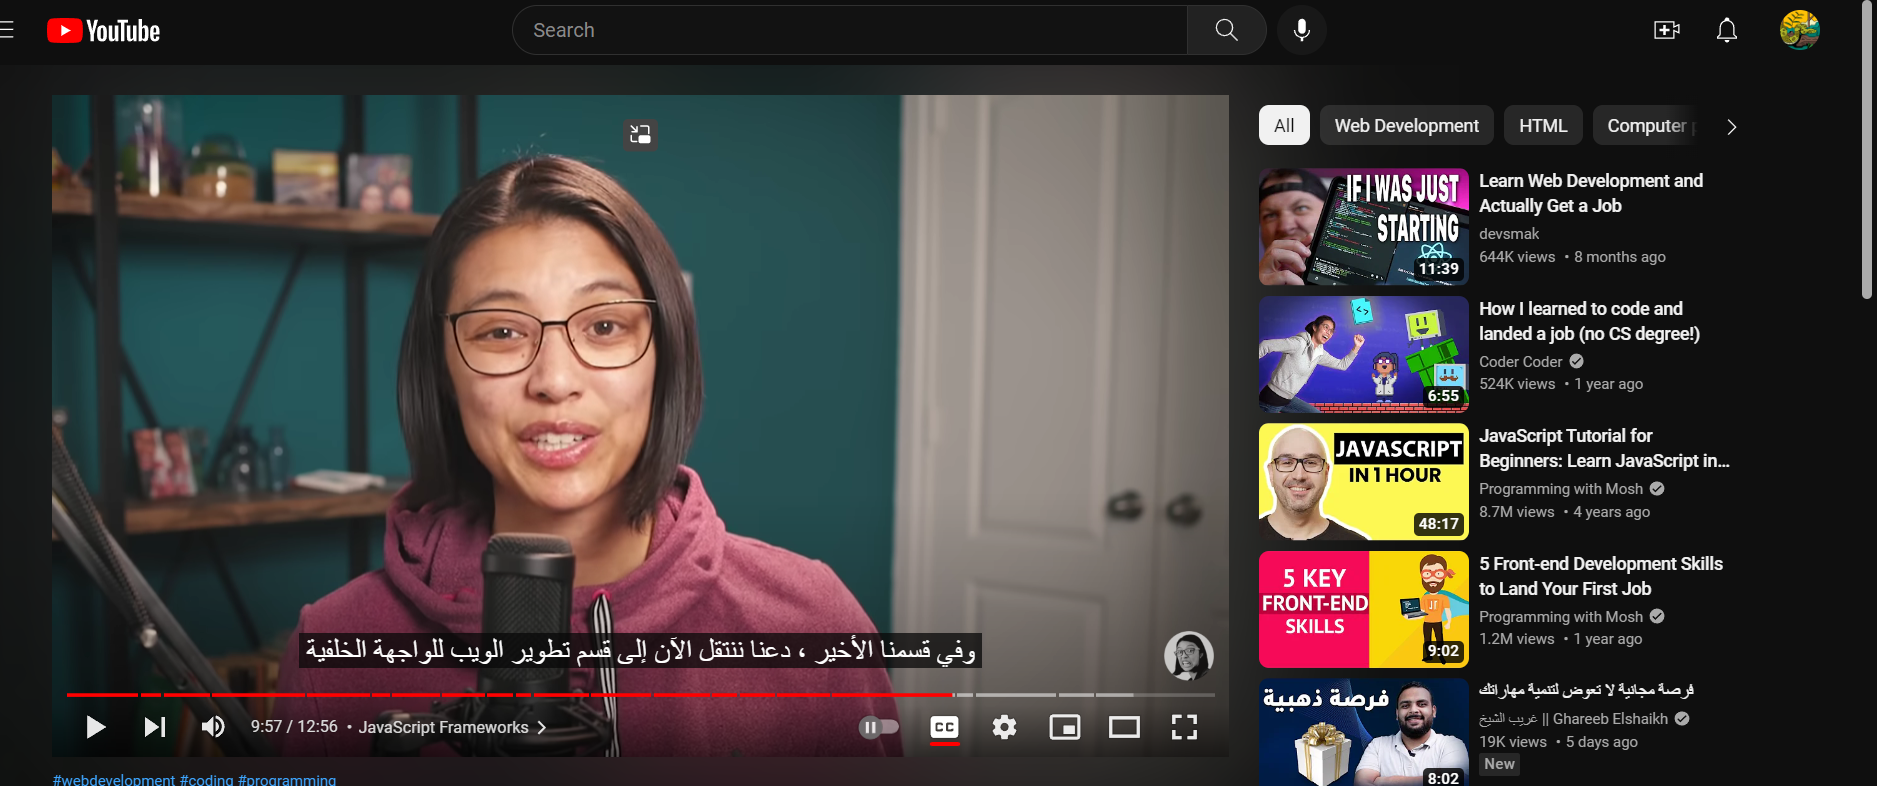 YouTube
Search
All
Web Development
HTML
Computer
IF I WAS JUST
STARTING
11:39
Learn Web Development and
Actually Get a Job
devsmak
644K views • 8 months ago
6:55
How I learned to code and
landed a job (no CS degree!)
Coder Coder
524K views • 1 year ago
JAVASCRIPT
IN 1 HOUR
48:17
JavaScript Tutorial for
Beginners: Learn JavaScript in...
Programming with Mosh
8.7M views • 4 years ago
5 KEY
FRONT-END
SKILLS
9:02
5 Front-end Development Skills
to Land Your First Job
Programming with Mosh
1.2M views • 1 year ago
فرصة ذهبية
8:02
فرصة مجانية لا تعوض لتنمية مهاراتك
غريب الشيخ || Ghareeb Elshaikh
19K views • 5 days ago
New
وفي قسمنا الأخير ، دعنا ننتقل الآن إلى قسم تطوير الويب للواجهة الخلفية
9:57 / 12:56 • JavaScript Frameworks
CC
#webdevelopment #coding #programming